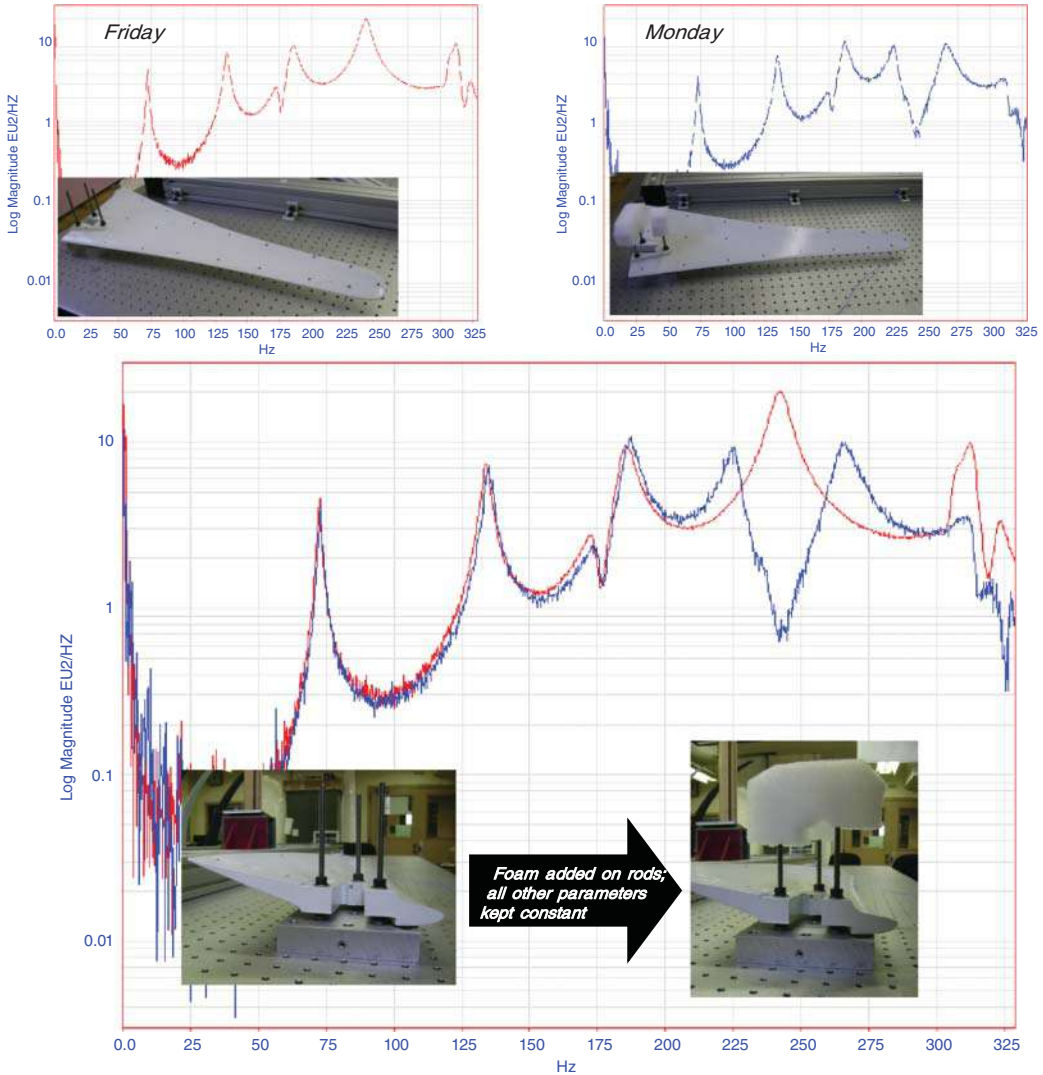 Friday
Log Magnitude EU2/HZ
10
1
0.1
0.01
0.0 25 50 75 100 125 150 175 200 225 250 275 300 325
Hz
Monday
Log Magnitude EU2/HZ
10
1
0.1
0.01
0.0 25 50 75 100 125 150 175 200 225 250 275 300 325
Hz
Log Magnitude EU2/HZ
10
1
0.1
0.01
Foam added on rods;
all other parameters
kept constant
0.0 25 50 75 100 125 150 175 200 225 250 275 300 325
Hz